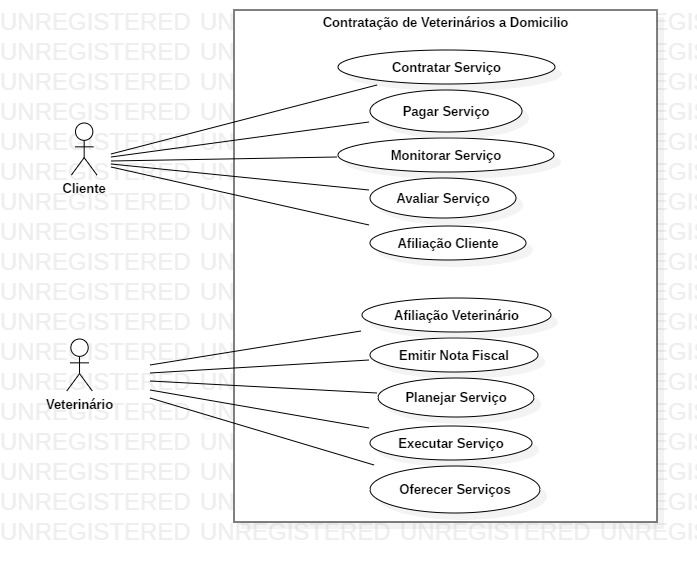 Contratação de Veterinários a Domicilio
Contratar Serviço
Pagar Serviço
Monitorar Serviço
Avaliar Serviço
Afiliação Cliente
Cliente
Afiliação Veterinário
Emitir Nota Fiscal
Planejar Serviço
Executar Serviço
Oferecer Serviços
Veterinário
UNREGISTERED UNREGISTERED UNREGISTERED UNREGIS